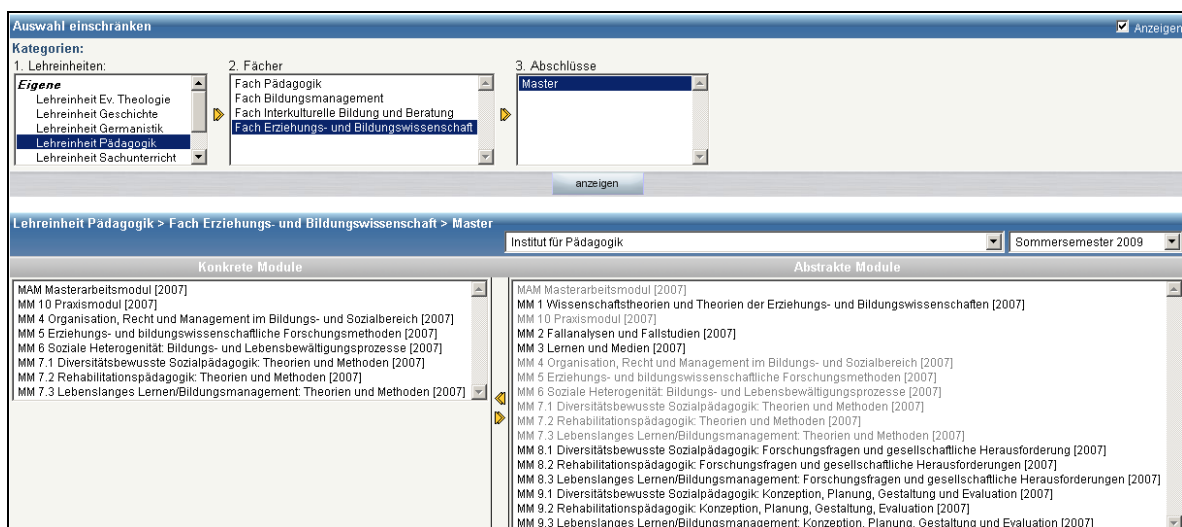 Auswahl einschränken
Anzeigen
Kategorien:
1. Lehreinheiten:
Eigene
Lehreinheit Ev. Theologie
Lehreinheit Geschichte
Lehreinheit Germanistik
Lehreinheit Pädagogik
Lehreinheit Sachunterricht
2. Fächer
Fach Pädagogik
Fach Bildungsmanagement
Fach Interkulturelle Bildung und Beratung
Fach Erziehungs- und Bildungswissenschaft
3. Abschlüsse
Master
anzeigen
Lehreinheit Pädagogik > Fach Erziehungs- und Bildungswissenschaft > Master
Institut für Pädagogik
Sommersemester 2009
Konkrete Module
MAM Masterarbeitsmodul [2007]
MM 10 Praxismodul [2007]
MM 4 Organisation, Recht und Management im Bildungs- und Sozialbereich [2007]
MM 5 Erziehungs- und bildungswissenschaftliche Forschungsmethoden [2007]
MM 6 Soziale Heterogenität: Bildungs- und Lebensbewältigungsprozesse [2007]
MM 7.1 Diversitätsbewusste Sozialpädagogik: Theorien und Methoden [2007]
MM 7.2 Rehabilitationspädagogik: Theorien und Methoden [2007]
MM 7.3 Lebenslanges Lernen/Bildungsmanagement: Theorien und Methoden [2007]
Abstrakte Module
MAM Masterarbeitsmodul [2007]
MM 1 Wissenschaftstheorien und Theorien der Erziehungs- und Bildungswissenschaften [2007]
MM 10 Praxismodul [2007]
MM 2 Fallanalysen und Fallstudien [2007]
MM 3 Lernen und Medien [2007]
MM 4 Organisation, Recht und Management im Bildungs- und Sozialbereich [2007]
MM 5 Erziehungs- und bildungswissenschaftliche Forschungsmethoden [2007]
MM 6 Soziale Heterogenität: Bildungs- und Lebensbewältigungsprozesse [2007]
MM 7.1 Diversitätsbewusste Sozialpädagogik: Theorien und Methoden [2007]
MM 7.2 Rehabilitationspädagogik: Theorien und Methoden [2007]
MM 7.3 Lebenslanges Lernen/Bildungsmanagement: Theorien und Methoden [2007]
MM 8.1 Diversitätsbewusste Sozialpädagogik: Forschungsfragen und gesellschaftliche Herausforderung [2007]
MM 8.2 Rehabilitationspädagogik: Forschungsfragen und gesellschaftliche Herausforderungen [2007]
MM 8.3 Lebenslanges Lernen/Bildungsmanagement: Forschungsfragen und gesellschaftliche Herausforderungen [2007]
MM 9.1 Diversitätsbewusste Sozialpädagogik: Konzeption, Planung, Gestaltung und Evaluation [2007]
MM 9.2 Rehabilitationspädagogik: Konzeption, Planung, Gestaltung, Evaluation [2007]
MM 9.3 Lebenslanges Lernen/Bildungsmanagement: Konzeption, Planung, Gestaltung und Evaluation [2007]